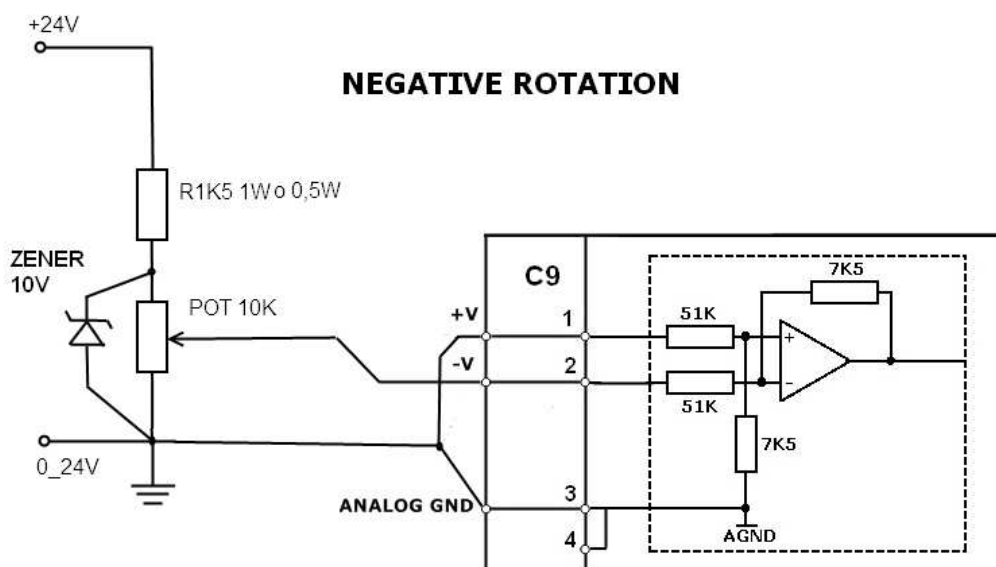 +24V
NEGATIVE ROTATION
R1K5 1W o 0,5W
ZENER
10V
POT 10K
C9
7K5
+V
1
51K
+
-V
2
-
51K
7K5
0_24V
ANALOG GND
3
4
AGND